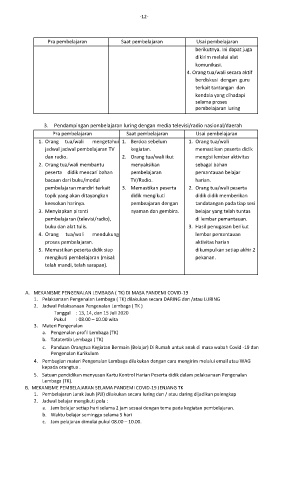 -12-
Pra pembelajaran Saat pembelajaran Usai pembelajaran
berikutnya. Ini dapat juga
dikirim melalui alat
komunikasi.
4. Orang tua/wali secara aktif
berdiskusi dengan guru
terkait tantangan dan
kendala yang dihadapi
selama proses
pembelajaran luring
3. Pendampingan pembelajaran luring dengan media televisi/radio nasional/daerah
Pra pembelajaran Saat pembelajaran Usai pembelajaran
1. Orang tua/wali mengetahui
jadwal jadwal pembelajaran TV
dan radio.
2. Orang tua/wali membantu
peserta didik mencari bahan
bacaan dari buku/modul
pembelajaran mandiri terkait
topik yang akan ditayangkan
keesokan harinya.
3. Menyiapkan piranti
pembelajaran (televisi/radio),
buku dan alat tulis.
4. Orang tua/wali mendukung
proses pembelajaran.
5. Memastikan peserta didik siap
mengikuti pembelajaran (misal:
telah mandi, telah sarapan).
1. Berdoa sebelum
kegiatan.
2. Orang tua/wali ikut
menyaksikan
pembelajaran
TV/Radio.
3. Memastikan peserta
didik mengikuti
pembelajaran dengan
nyaman dan gembira.
1. Orang tua/wali
memastikan peserta didik
mengisi lembar aktivitas
sebagai bahan
pemantauan belajar
harian.
2. Orang tua/wali peserta
didik didik memberikan
tandatangan pada tiap sesi
belajar yang telah tuntas
di lembar pemantauan.
3. Hasil penugasan berikut
lembar pemantauan
aktivitas harian
dikumpulkan setiap akhir 2
pekanan.
A. MEKANISME PENGENALAN LEMBAGA ( TK) DI MASA PANDEMI COVID-19
1. Pelaksanaan Pengenalan Lembaga ( TK) dilakukan secara DARING dan /atau LURING
2. Jadwal Pelaksanaan Pengenalan Lembaga ( TK )
Tanggal : 13, 14, dan 15 Juli 2020
Pukul : 08.00 – 10.00 wita
3. Materi Pengenalan
a. Pengenalan profil Lembaga (TK)
b. Tatatertib Lembaga ( TK)
c. Panduan Orangtua Kegiatan Bermain (Belajar) Di Rumah untuk anak di masa wabah Covid -19 dan
Pengenalan Kurikulum
4. Pembagian materi Pengenalan Lembaga dilakukan dengan cara mengirim melalui email atau WAG
kepada orangtua .
5. Satuan pendidikan menyusun Kartu Kontrol Harian Peserta didik dalam pelaksanaan Pengenalan
Lembaga (TK).
B. MEKANISME PEMBELAJARAN SELAMA PANDEMI COVID-19 JENJANG TK
1. Pembelajaran Jarak Jauh (PJJ) dilakukan secara luring dan / atau daring dijadikan pelengkap
2. Jadwal belajar mengikuti pola :
a. Jam belajar setiap hari selama 2 jam sesuai dengan tema pada kegiatan pembelajaran.
b. Waktu belajar seminggu selama 5 hari
c. Jam pelajaran dimulai pukul 08.00 – 10.00.